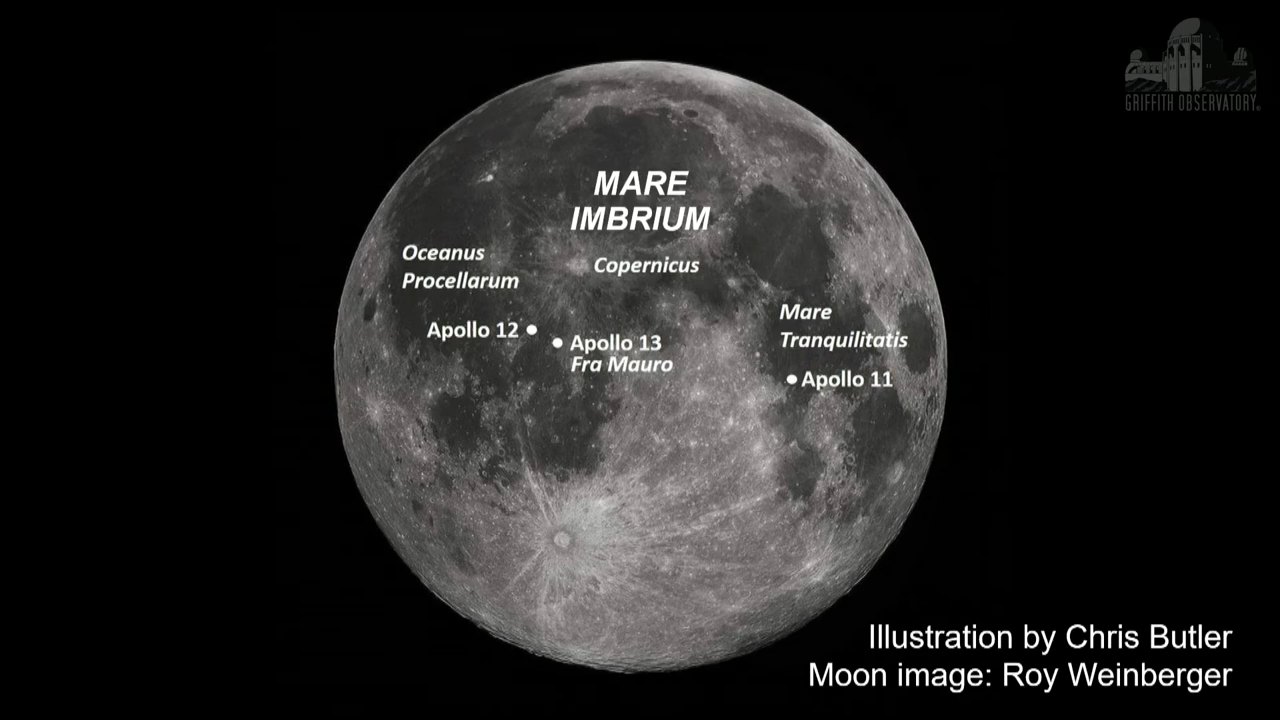 GRIFFITH OBSERVATORY
MARE
IMBRIUM
Oceanus
Procellarum
Copernicus
Mare
Tranquilitatis
Apollo 12
Apollo 13
Fra Mauro
Apollo 11
Illustration by Chris Butler
Moon image: Roy Weinberger